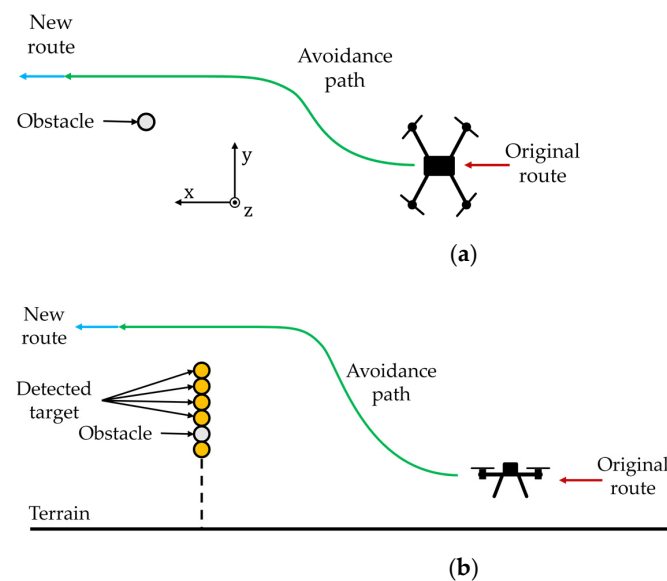 New
route
Avoidance
path
Obstacle
Original
route
y
x
z
(a)
New
route
Avoidance
path
Detected
target
Obstacle
Original
route
Terrain
(b)